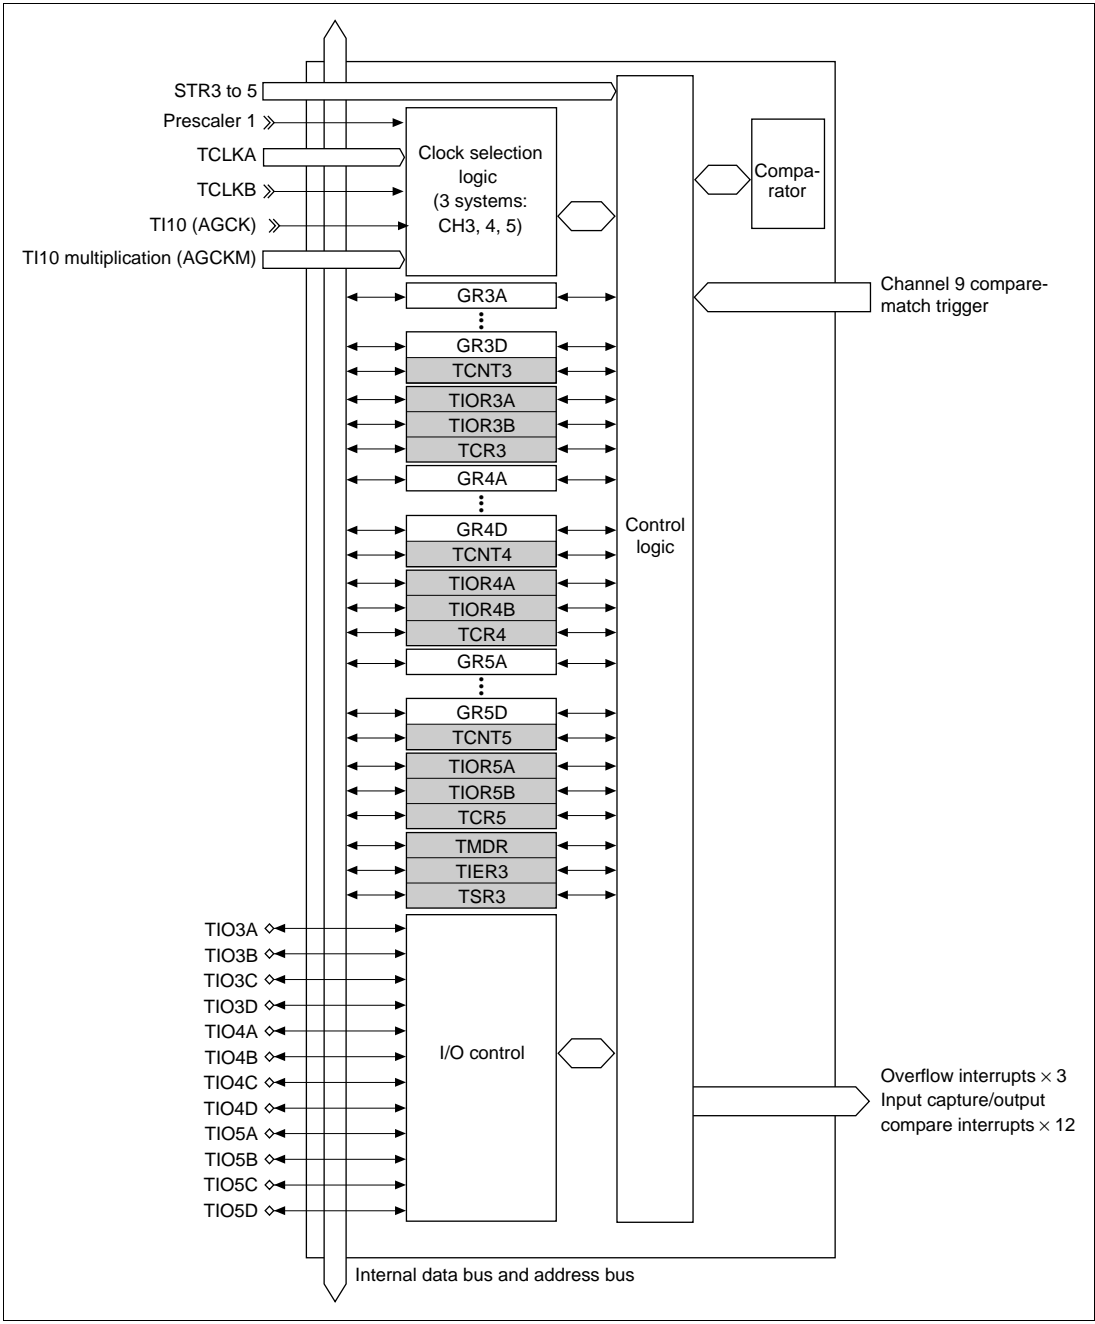 STR3 to 5
Prescaler 1
TCLKA
TCLKB
TI10 (AGCK)
TI10 multiplication (AGCKM)
Clock selection
logic
(3 systems:
CH3, 4, 5)
Compa-
rator
Channel 9 compare-
match trigger
GR3A
GR3D
TCNT3
TIOR3A
TIOR3B
TCR3
GR4A
GR4D
TCNT4
TIOR4A
TIOR4B
TCR4
GR5A
GR5D
TCNT5
TIOR5A
TIOR5B
TCR5
TMDR
TIER3
TSR3
Control
logic
TIO3A
TIO3B
TIO3C
TIO3D
TIO4A
TIO4B
TIO4C
TIO4D
TIO5A
TIO5B
TIO5C
TIO5D
I/O control
Overflow interrupts × 3
Input capture/output
compare interrupts × 12
Internal data bus and address bus